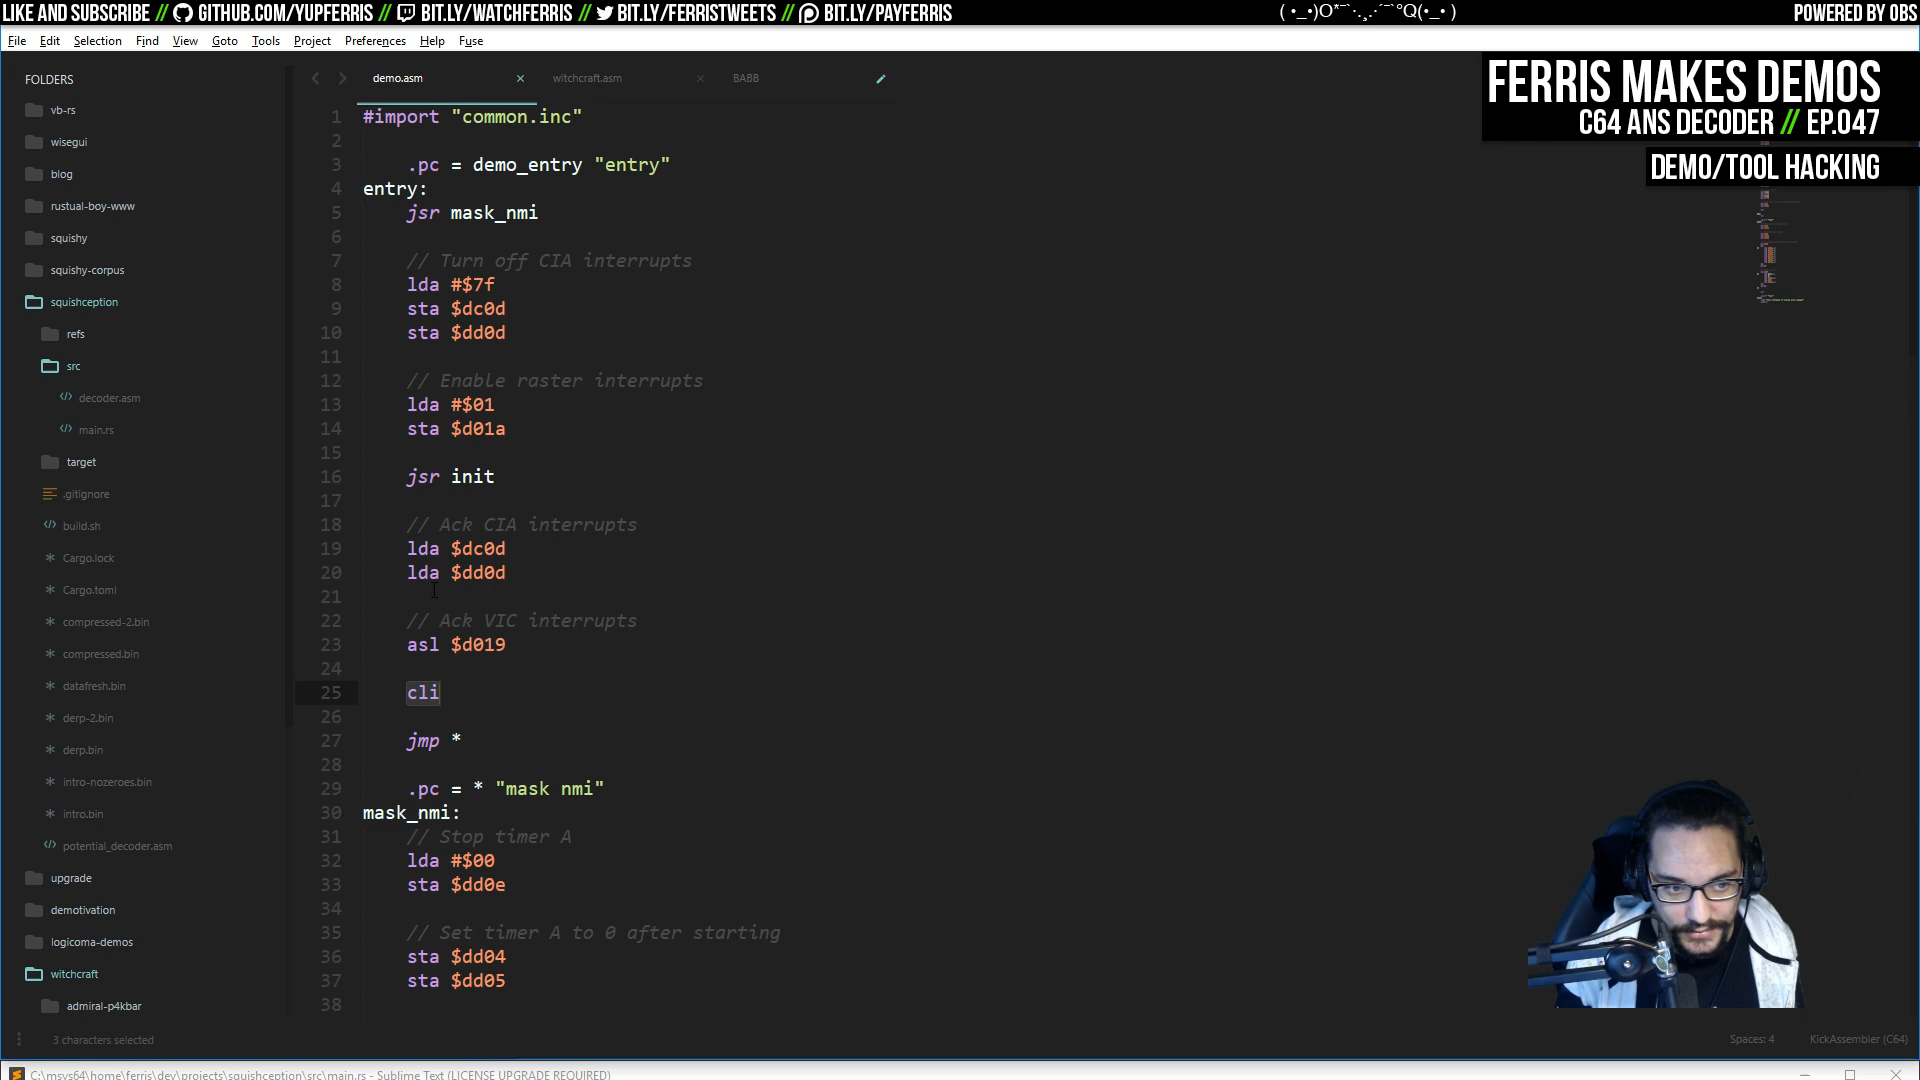 LIKE AND SUBSCRIBE // GITHUB.COM/YUPFERRIS // BIT.LY/WATCHFERRIS // BIT.LY/FERRISTWEETS // BIT.LY/PAYFERRIS
POWERED BY OBS
File Edit Selection Find View Goto Tools Project Preferences Help Fuse
FERRIS MAKES DEMOS
C64 ANS DECODER // EP.047
DEMO/TOOL HACKING
FOLDERS
vb-rs
wisegui
blog
rustual-boy-www
squishy
squishy-corpus
squishception
refs
src
decoder.asm
main.rs
target
.gitignore
build.sh
Cargo.lock
Cargo.toml
compressed-2.bin
compressed.bin
datafresh.bin
derp-2.bin
derp.bin
intro-nozeroes.bin
intro.bin
potential_decoder.asm
upgrade
demotivation
logicoma-demos
witchcraft
admiral-p4kbar
demo.asm witchcraft.asm BABB
1 #import "common.inc"
2
3 .pc = demo_entry "entry"
4 entry:
5 jsr mask_nmi
6
7 // Turn off CIA interrupts
8 lda #$7f
9 sta $dc0d
10 sta $dd0d
11
12 // Enable raster interrupts
13 lda #$01
14 sta $d01a
15
16 jsr init
17
18 // Ack CIA interrupts
19 lda $dc0d
20 lda $dd0d
21
22 // Ack VIC interrupts
23 asl $d019
24
25 cli
26
27 jmp *
28
29 .pc = * "mask nmi"
30 mask_nmi:
31 // Stop timer A
32 lda #$00
33 sta $dd0e
34
35 // Set timer A to 0 after starting
36 sta $dd04
37 sta $dd05
38
3 characters selected
Spaces: 4 KickAssembler (C64)
C:\msys64\home\ferris\dev\projects\squishception\src\main.rs - Sublime Text (LICENSE UPGRADE REQUIRED)